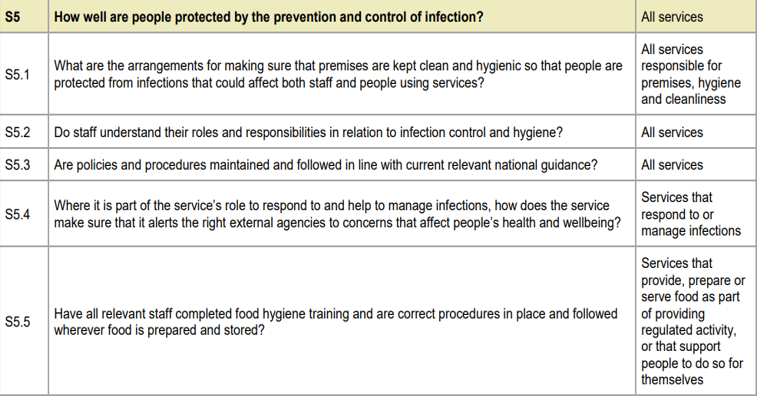 S5 How well are people protected by the prevention and control of infection? All services
S5.1
What are the arrangements for making sure that premises are kept clean and hygienic so that people are
protected from infections that could affect both staff and people using services?
All services
responsible for
premises, hygiene
and cleanliness
S5.2 Do staff understand their roles and responsibilities in relation to infection control and hygiene? All services
S5.3 Are policies and procedures maintained and followed in line with current relevant national guidance? All services
S5.4
Where it is part of the service's role to respond to and help to manage infections, how does the service
make sure that it alerts the right external agencies to concerns that affect people's health and wellbeing?
Services that
respond to or
manage infections
S5.5
Have all relevant staff completed food hygiene training and are correct procedures in place and followed
wherever food is prepared and stored?
Services that
provide, prepare or
serve food as part
of providing
regulated activity,
or that support
people to do so for
themselves